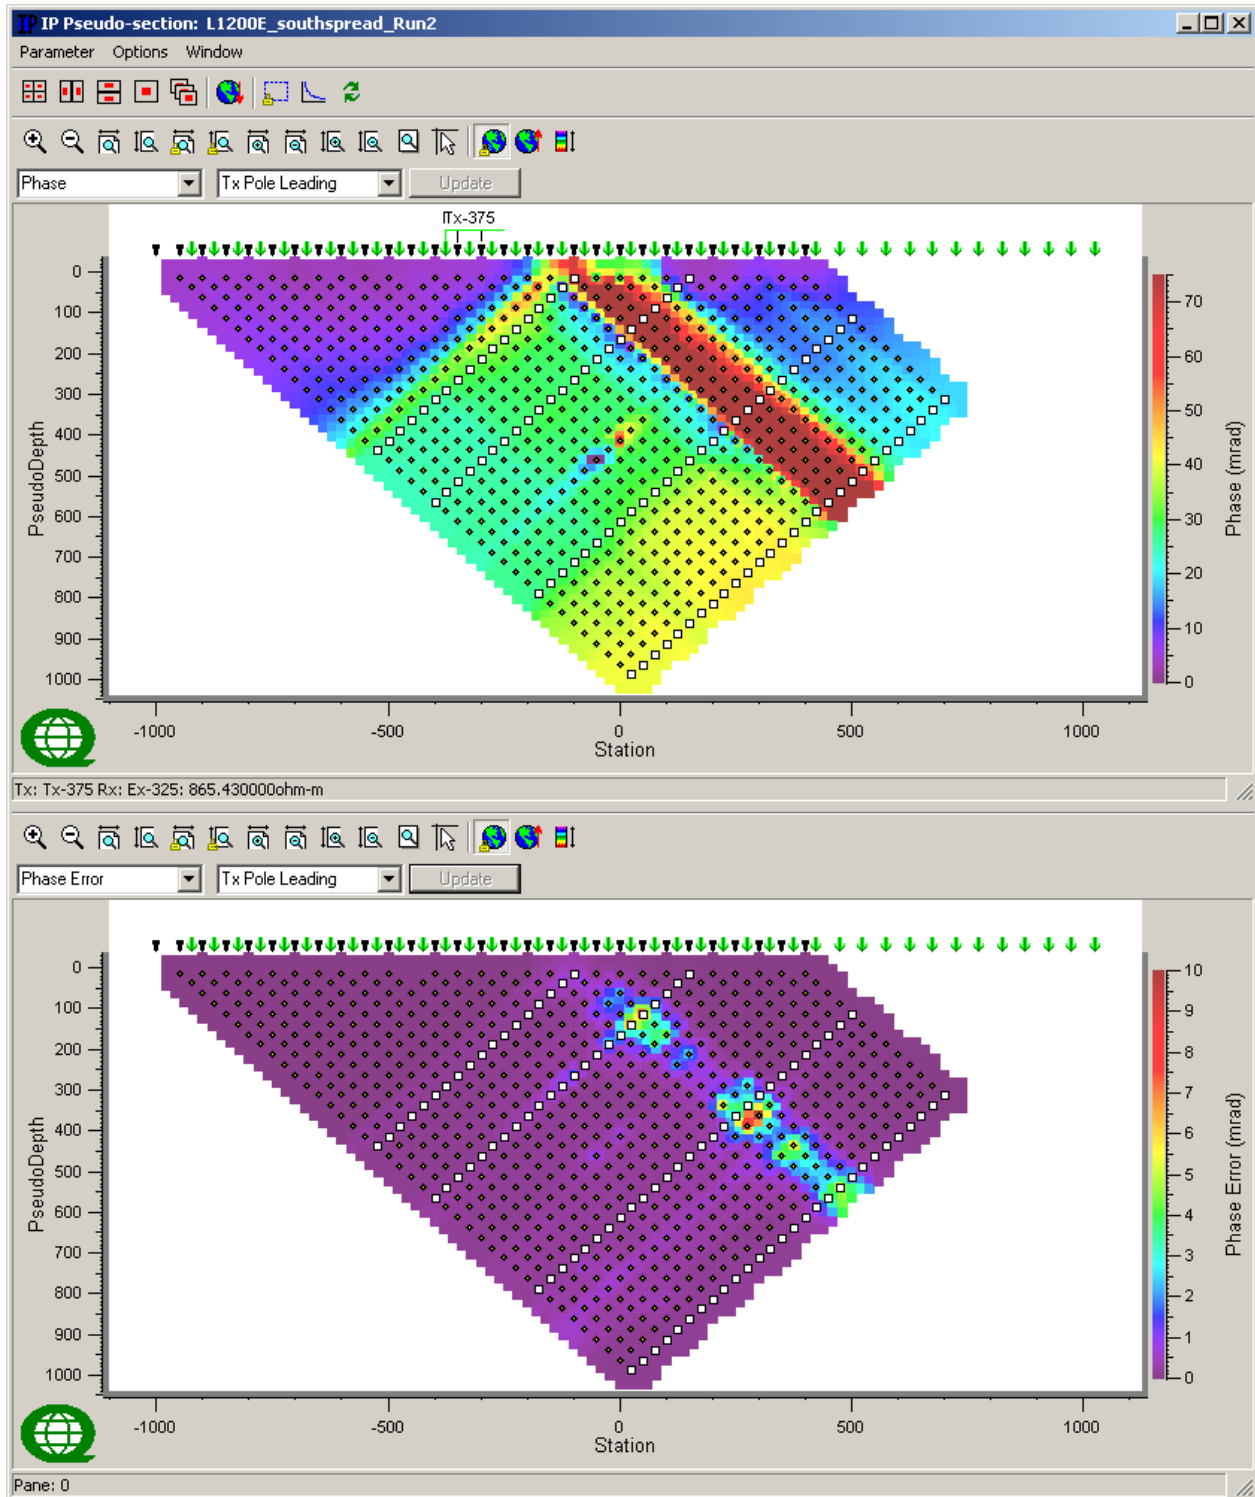 IP IP Pseudo-section: L1200E_southspread_Run2
Parameter Options Window
Phase Tx Pole Leading Update
Tx-375
0
100
200
300
400
500
600
700
800
900
1000
PseudoDepth
-1000 -500 0 500 1000
Station
70
60
50
40
30
20
10
0
Phase (mrad)
Tx: Tx-375 Rx: Ex-325: 865.430000ohm-m
Phase Error Tx Pole Leading Update
0
100
200
300
400
500
600
700
800
900
1000
PseudoDepth
-1000 -500 0 500 1000
Station
10
9
8
7
6
5
4
3
2
1
0
Phase Error (mrad)
Pane: 0